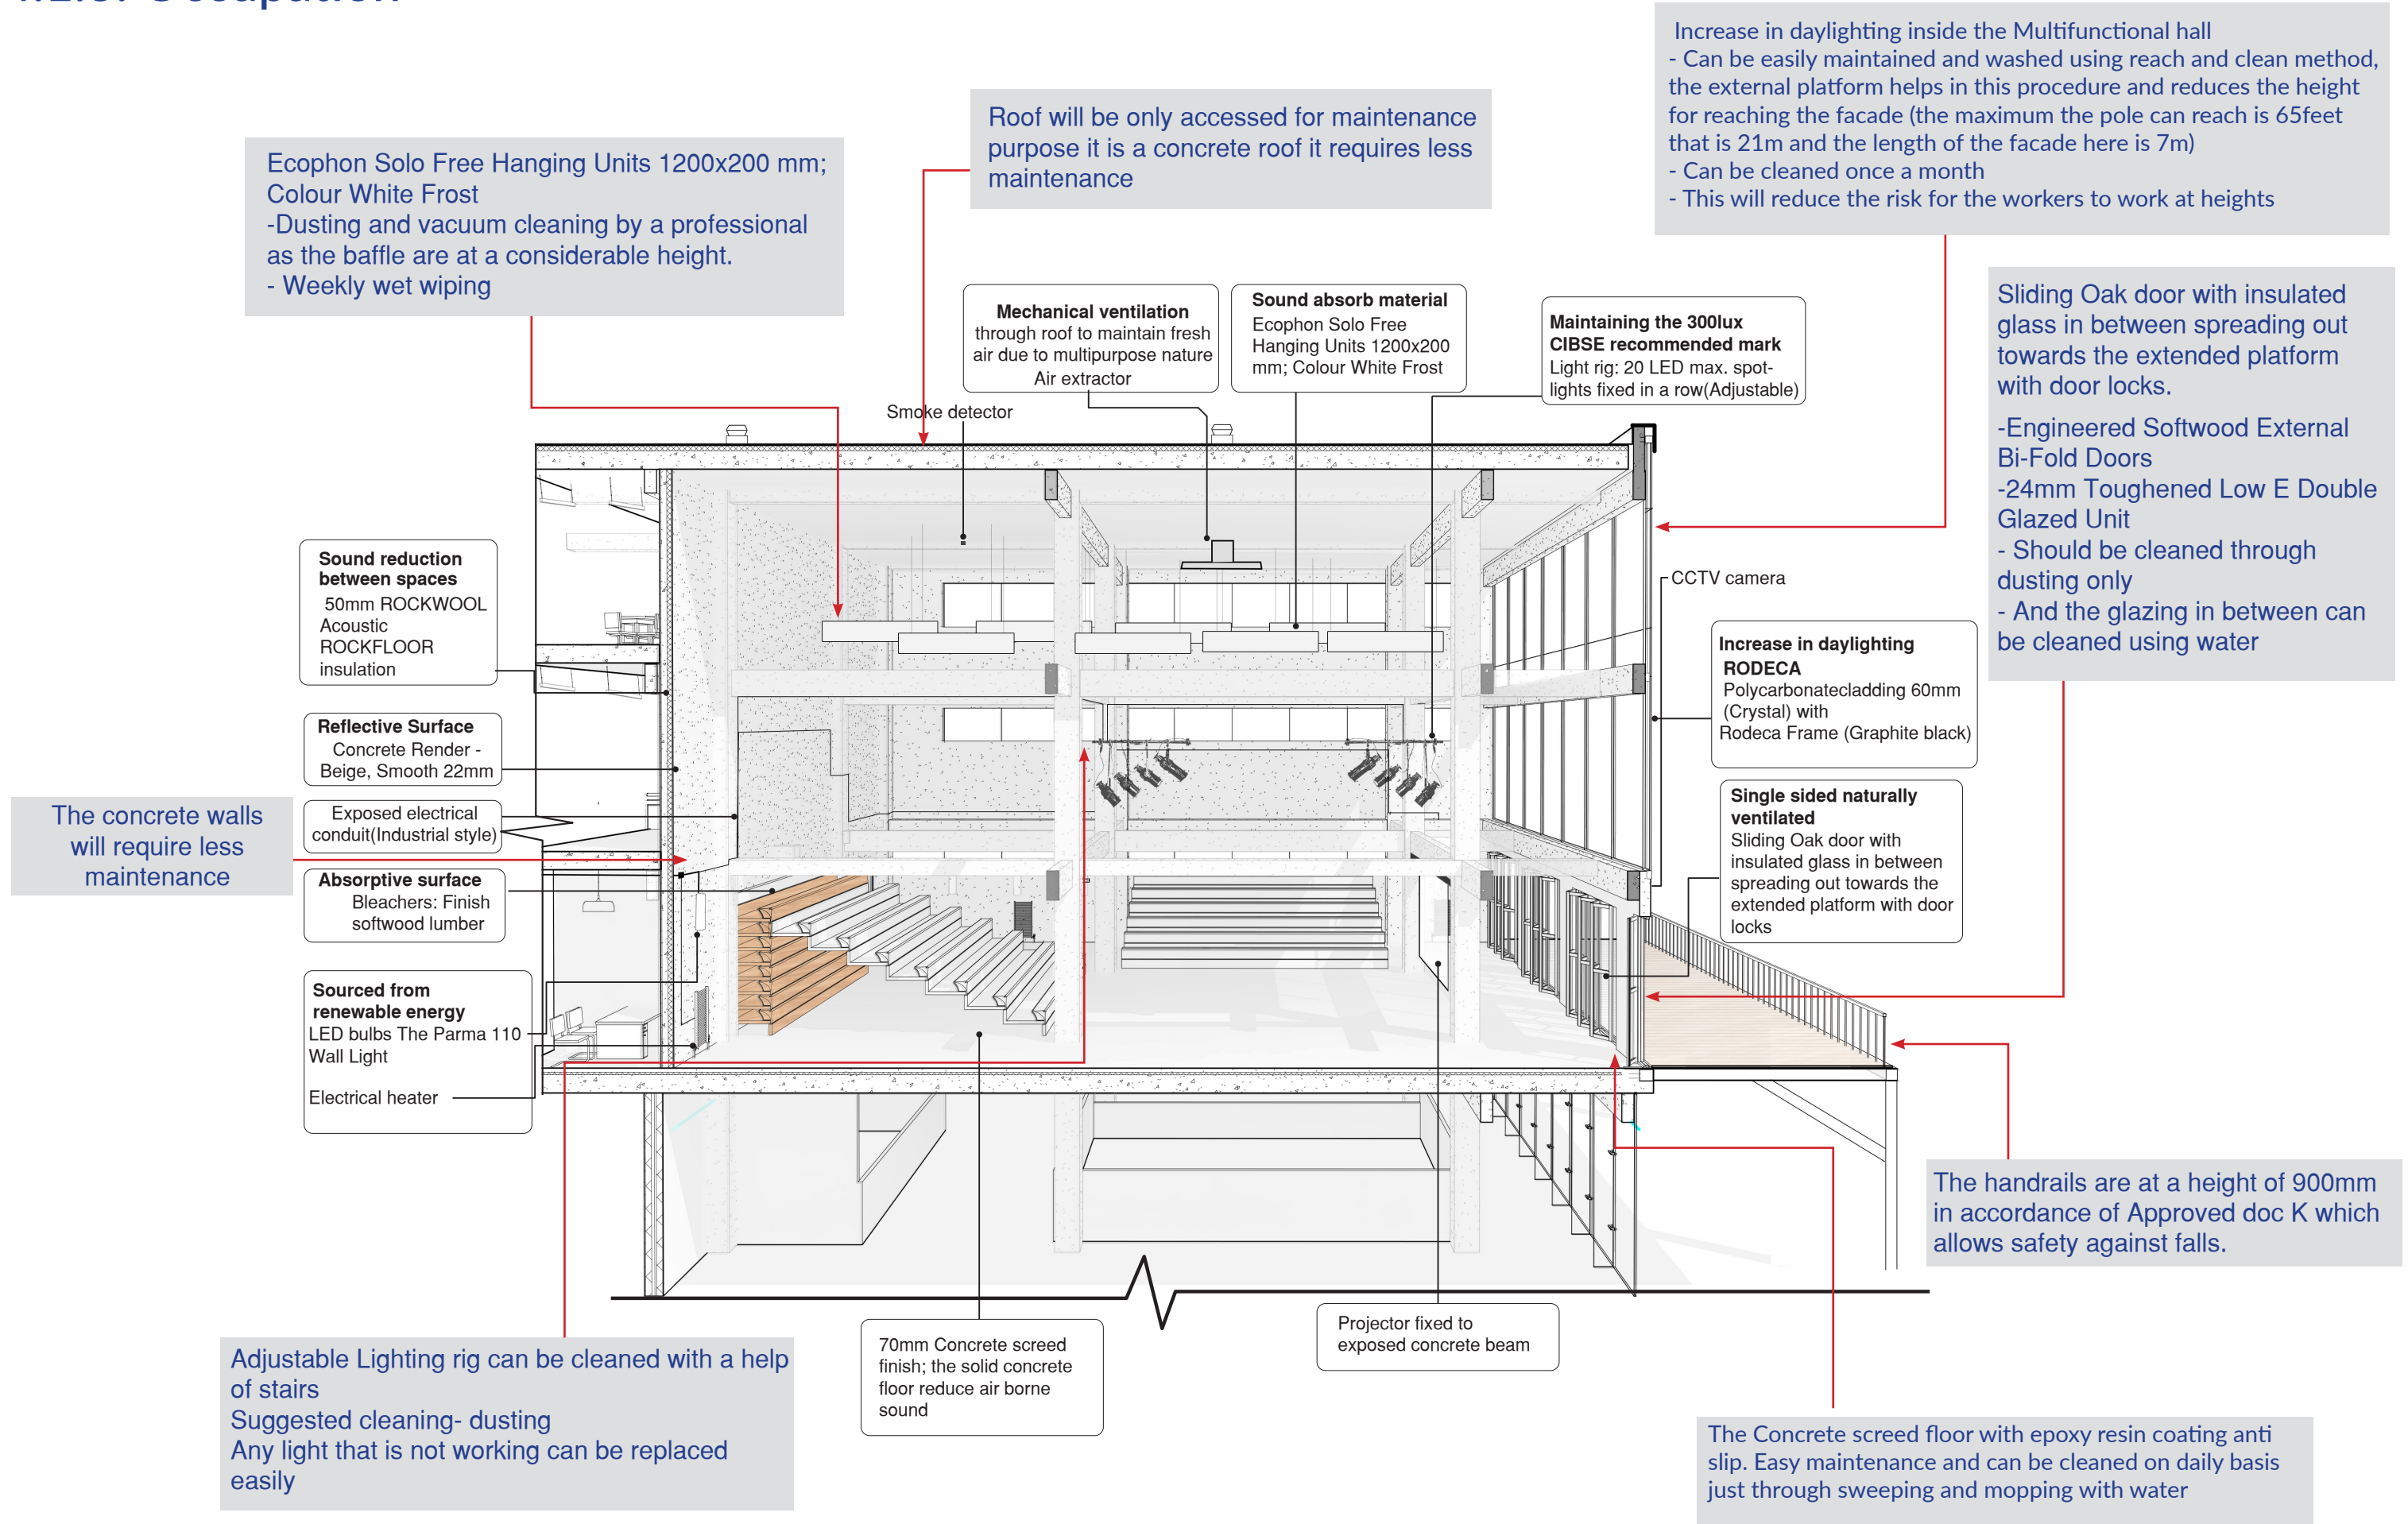 Increase in daylighting inside the Multifunctional hall
- Can be easily maintained and washed using reach and clean method,
the external platform helps in this procedure and reduces the height
for reaching the facade (the maximum the pole can reach is 65feet
that is 21m and the length of the facade here is 7m)
- Can be cleaned once a month
- This will reduce the risk for the workers to work at heights
Roof will be only accessed for maintenance
purpose it is a concrete roof it requires less
maintenance
Ecophon Solo Free Hanging Units 1200x200 mm;
Colour White Frost
-Dusting and vacuum cleaning by a professional
as the baffle are at a considerable height.
- Weekly wet wiping
Mechanical ventilation
through roof to maintain fresh
air due to multipurpose nature
Air extractor
Sound absorb material
Ecophon Solo Free
Hanging Units 1200x200
mm; Colour White Frost
Maintaining the 300lux
CIBSE recommended mark
Light rig: 20 LED max. spot-
lights fixed in a row(Adjustable)
Sliding Oak door with insulated
glass in between spreading out
towards the extended platform
with door locks.
-Engineered Softwood External
Bi-Fold Doors
-24mm Toughened Low E Double
Glazed Unit
- Should be cleaned through
dusting only
- And the glazing in between can
be cleaned using water
Smoke detector
CCTV camera
Sound reduction
between spaces
50mm ROCKWOOL
Acoustic
ROCKFLOOR
insulation
Increase in daylighting
RODECA
Polycarbonatecladding 60mm
(Crystal) with
Rodeca Frame (Graphite black)
Reflective Surface
Concrete Render -
Beige, Smooth 22mm
The concrete walls
will require less
maintenance
Exposed electrical
conduit(Industrial style)
Single sided naturally
ventilated
Sliding Oak door with
insulated glass in between
spreading out towards the
extended platform with door
locks
Absorptive surface
Bleachers: Finish
softwood lumber
Sourced from
renewable energy
LED bulbs The Parma 110
Wall Light
Electrical heater
The handrails are at a height of 900mm
in accordance of Approved doc K which
allows safety against falls.
Adjustable Lighting rig can be cleaned with a help
of stairs
Suggested cleaning- dusting
Any light that is not working can be replaced
easily
70mm Concrete screed
finish; the solid concrete
floor reduce air borne
sound
Projector fixed to
exposed concrete beam
The Concrete screed floor with epoxy resin coating anti
slip. Easy maintenance and can be cleaned on daily basis
just through sweeping and mopping with water